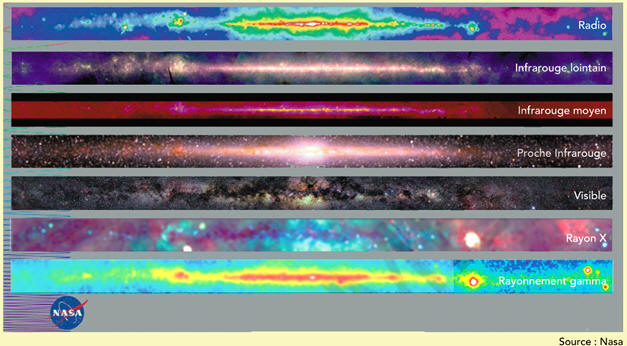 Radio
Infrarouge lointain
Infrarouge moyen
Proche Infrarouge
Visible
Rayon X
Rayonnement gamma
NASA
Source : Nasa